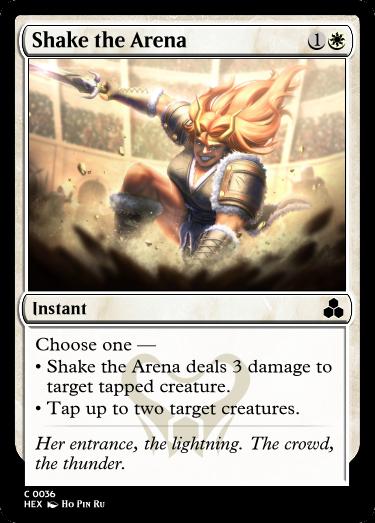 Shake the Arena 1
Instant
Choose one —
• Shake the Arena deals 3 damage to
target tapped creature.
• Tap up to two target creatures.
Her entrance, the lightning. The crowd,
the thunder.
C 0036
HEX Ho Pin Ru